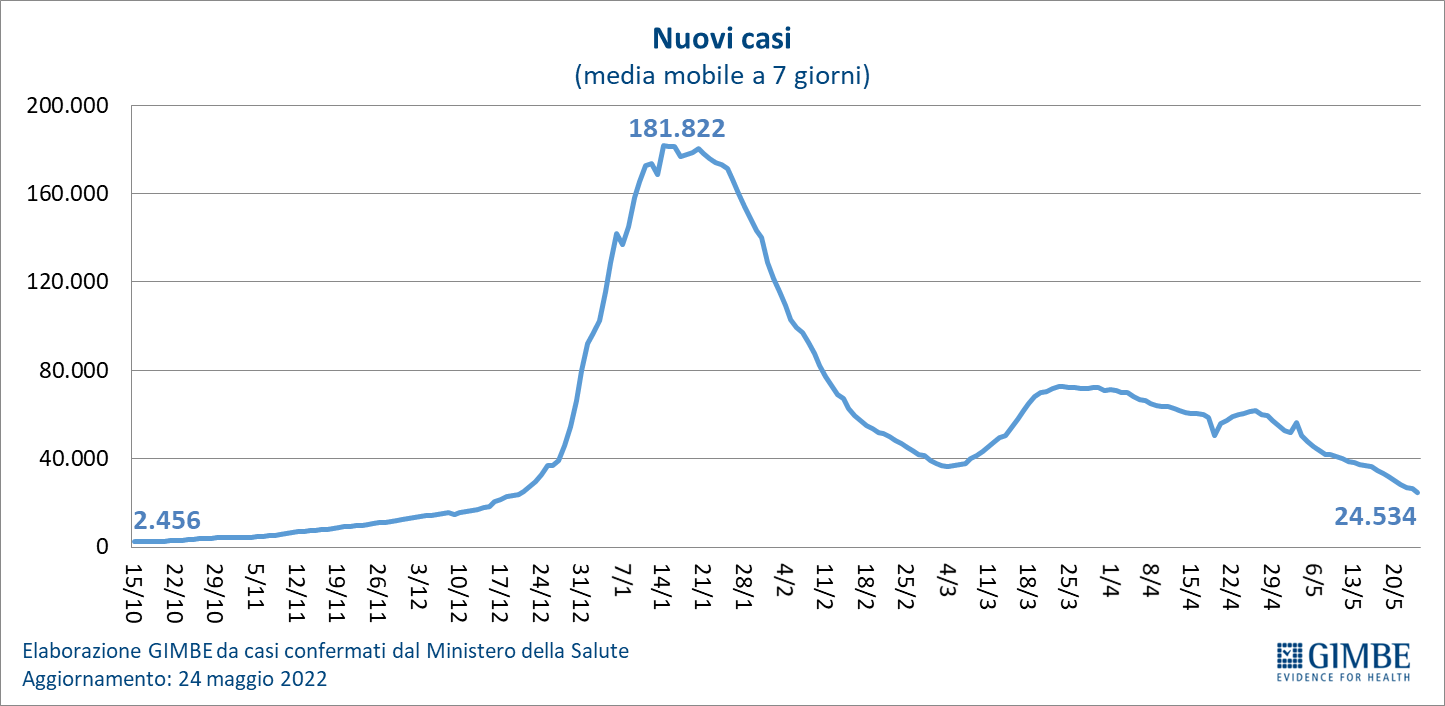 Nuovi casi
(media mobile a 7 giorni)
200.000
181.822
160.000
120.000
80.000
40.000
2.456
24.534
0
15/10 22/10 29/10 5/11 12/11 19/11 26/11 3/12 10/12 17/12 24/12 31/12 7/1 14/1 21/1 28/1 4/2 11/2 18/2 25/2 4/3 11/3 18/3 25/3 1/4 8/4 15/4 22/4 29/4 6/5 13/5 20/5
Elaborazione GIMBE da casi confermati dal Ministero della Salute
Aggiornamento: 24 maggio 2022
GIMBE
EVIDENCE FOR HEALTH